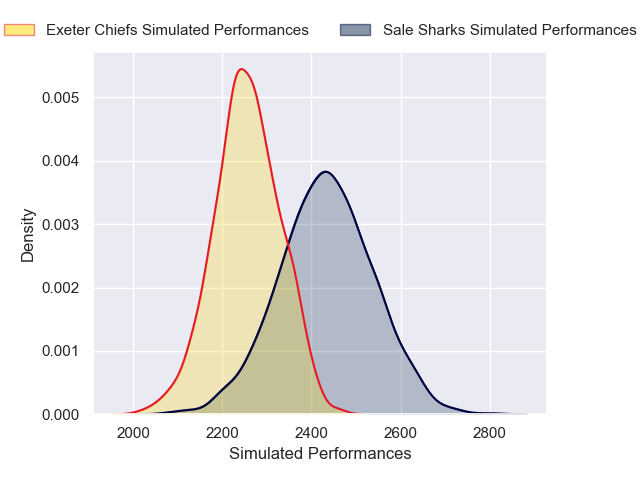 Exeter Chiefs Simulated Performances Sale Sharks Simulated Performances
0.005
0.004
0.003
0.002
0.001
0.000
Density
2000 2200 2400 2600 2800
Simulated Performances